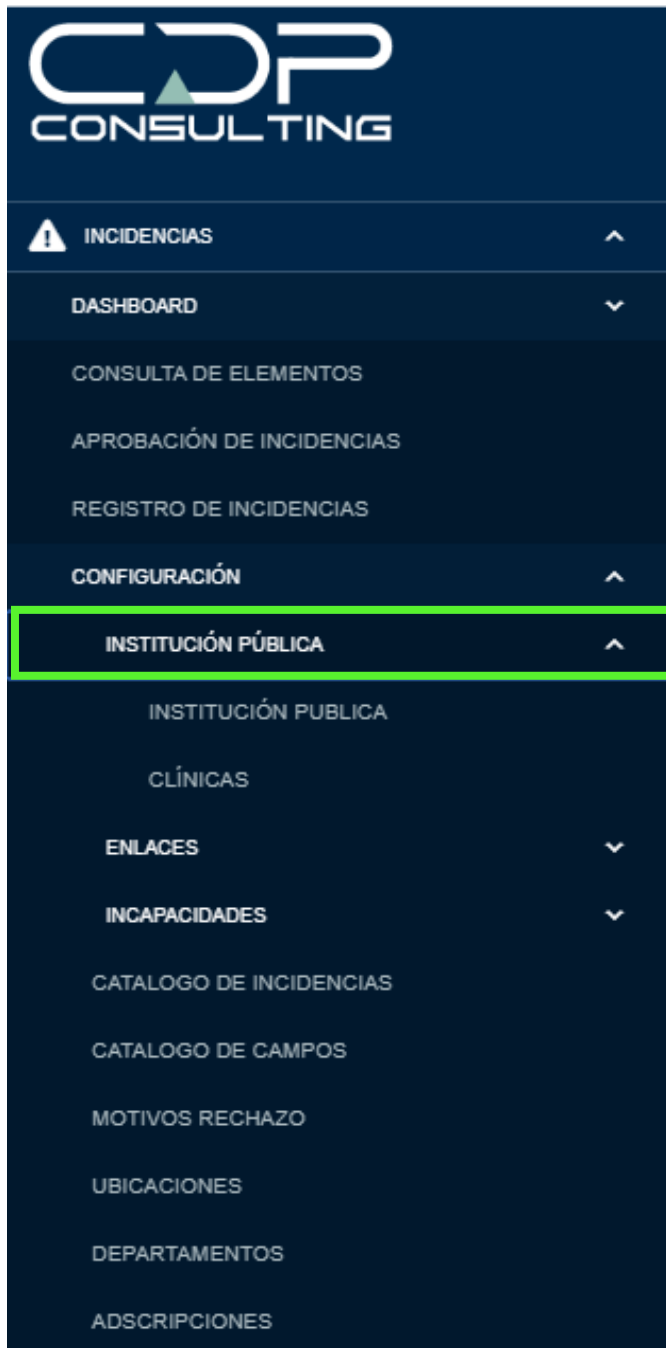 CDP
CONSULTING
INCIDENCIAS
DASHBOARD
CONSULTA DE ELEMENTOS
APROBACIÓN DE INCIDENCIAS
REGISTRO DE INCIDENCIAS
CONFIGURACIÓN
INSTITUCIÓN PÚBLICA
INSTITUCIÓN PUBLICA
CLÍNICAS
ENLACES
INCAPACIDADES
CATALOGO DE INCIDENCIAS
CATALOGO DE CAMPOS
MOTIVOS RECHAZO
UBICACIONES
DEPARTAMENTOS
ADSCRIPCIONES